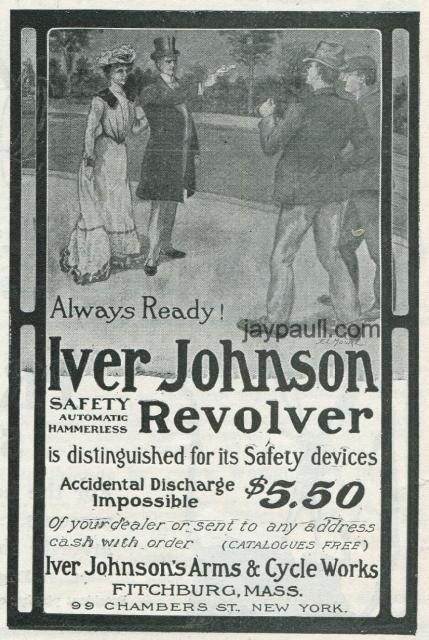 Always Ready!
jaypaull.com
Iver Johnson
SAFETY
AUTOMATIC
HAMMERLESS
Revolver
is distinguished for its Safety devices
Accidental Discharge
Impossible
$5.50
Of your dealer or sent to any address
cash with order (CATALOGUES FREE)
Iver Johnson's Arms & Cycle Works
FITCHBURG, MASS.
99 CHAMBERS ST. NEW YORK.